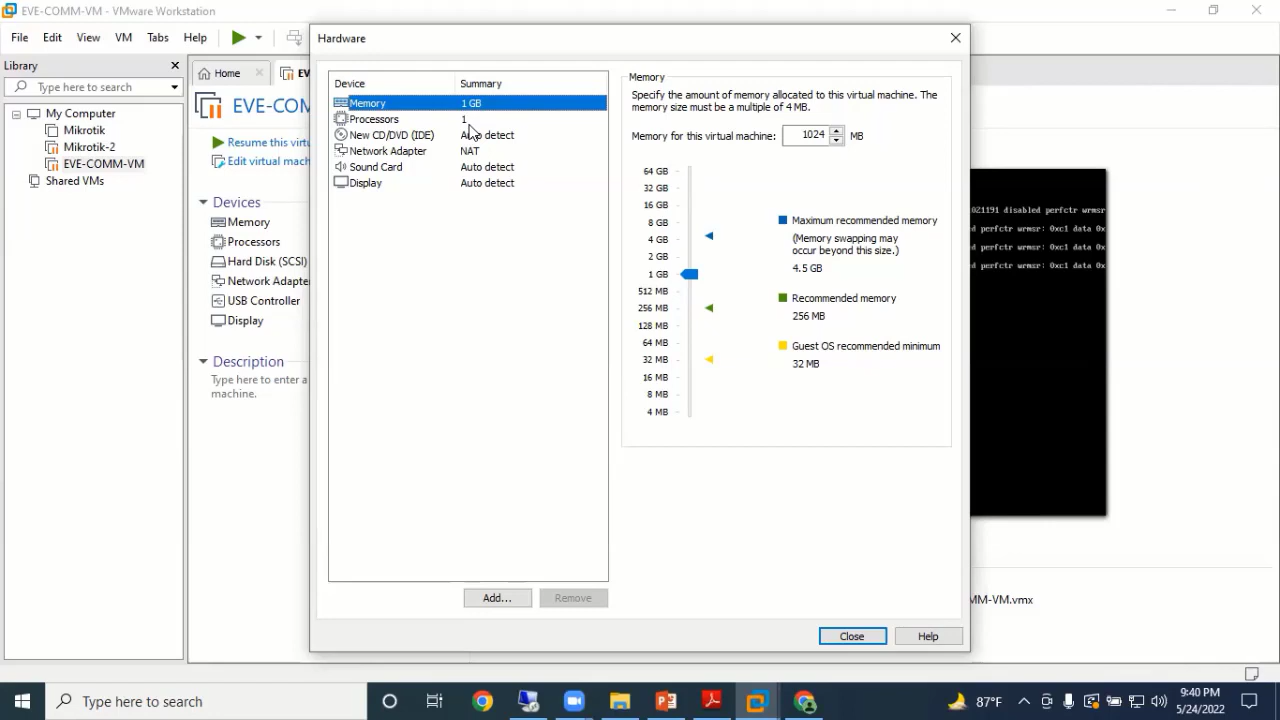 EVE-COMM-VM - VMware Workstation
File Edit View VM Tabs Help
Library
Type here to search
My Computer
Mikrotik
Mikrotik-2
EVE-COMM-VM
Shared VMs
Home
EV
EVE-COMM
Resume this virtu
Edit virtual mach
Devices
Memory
Processors
Hard Disk (SCSI)
Network Adapte
USB Controller
Display
Description
Type here to enter a
machine.
Hardware
Device Summary
Memory 1 GB
Processors 1
New CD/DVD (IDE) Auto detect
Network Adapter NAT
Sound Card Auto detect
Display Auto detect
Add...
Remove
Memory
Specify the amount of memory allocated to this virtual machine. The
memory size must be a multiple of 4 MB.
Memory for this virtual machine: 1024 MB
64 GB
32 GB
16 GB
8 GB
4 GB
2 GB
1 GB
512 MB
256 MB
128 MB
64 MB
32 MB
16 MB
8 MB
4 MB
Maximum recommended memory
(Memory swapping may
occur beyond this size.)
4.5 GB
Recommended memory
256 MB
Guest OS recommended minimum
32 MB
Close
Help
021191 disabled perfctr wrmsr
d perfctr wrmsr: 0xc1 data 0x
d perfctr wrmsr: 0xc1 data 0x
d perfctr wrmsr: 0xc1 data 0x
MM-VM.vmx
Type here to search
87°F
9:40 PM
5/24/2022